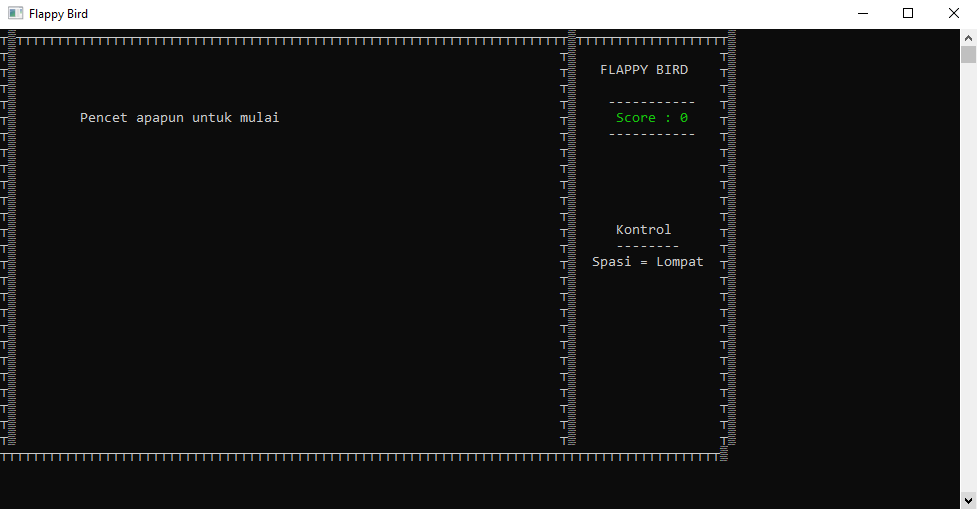 Flappy Bird
FLAPPY BIRD
-----------
Pencet apapun untuk mulai
Score : 0
-----------
Kontrol
--------
Spasi = Lompat